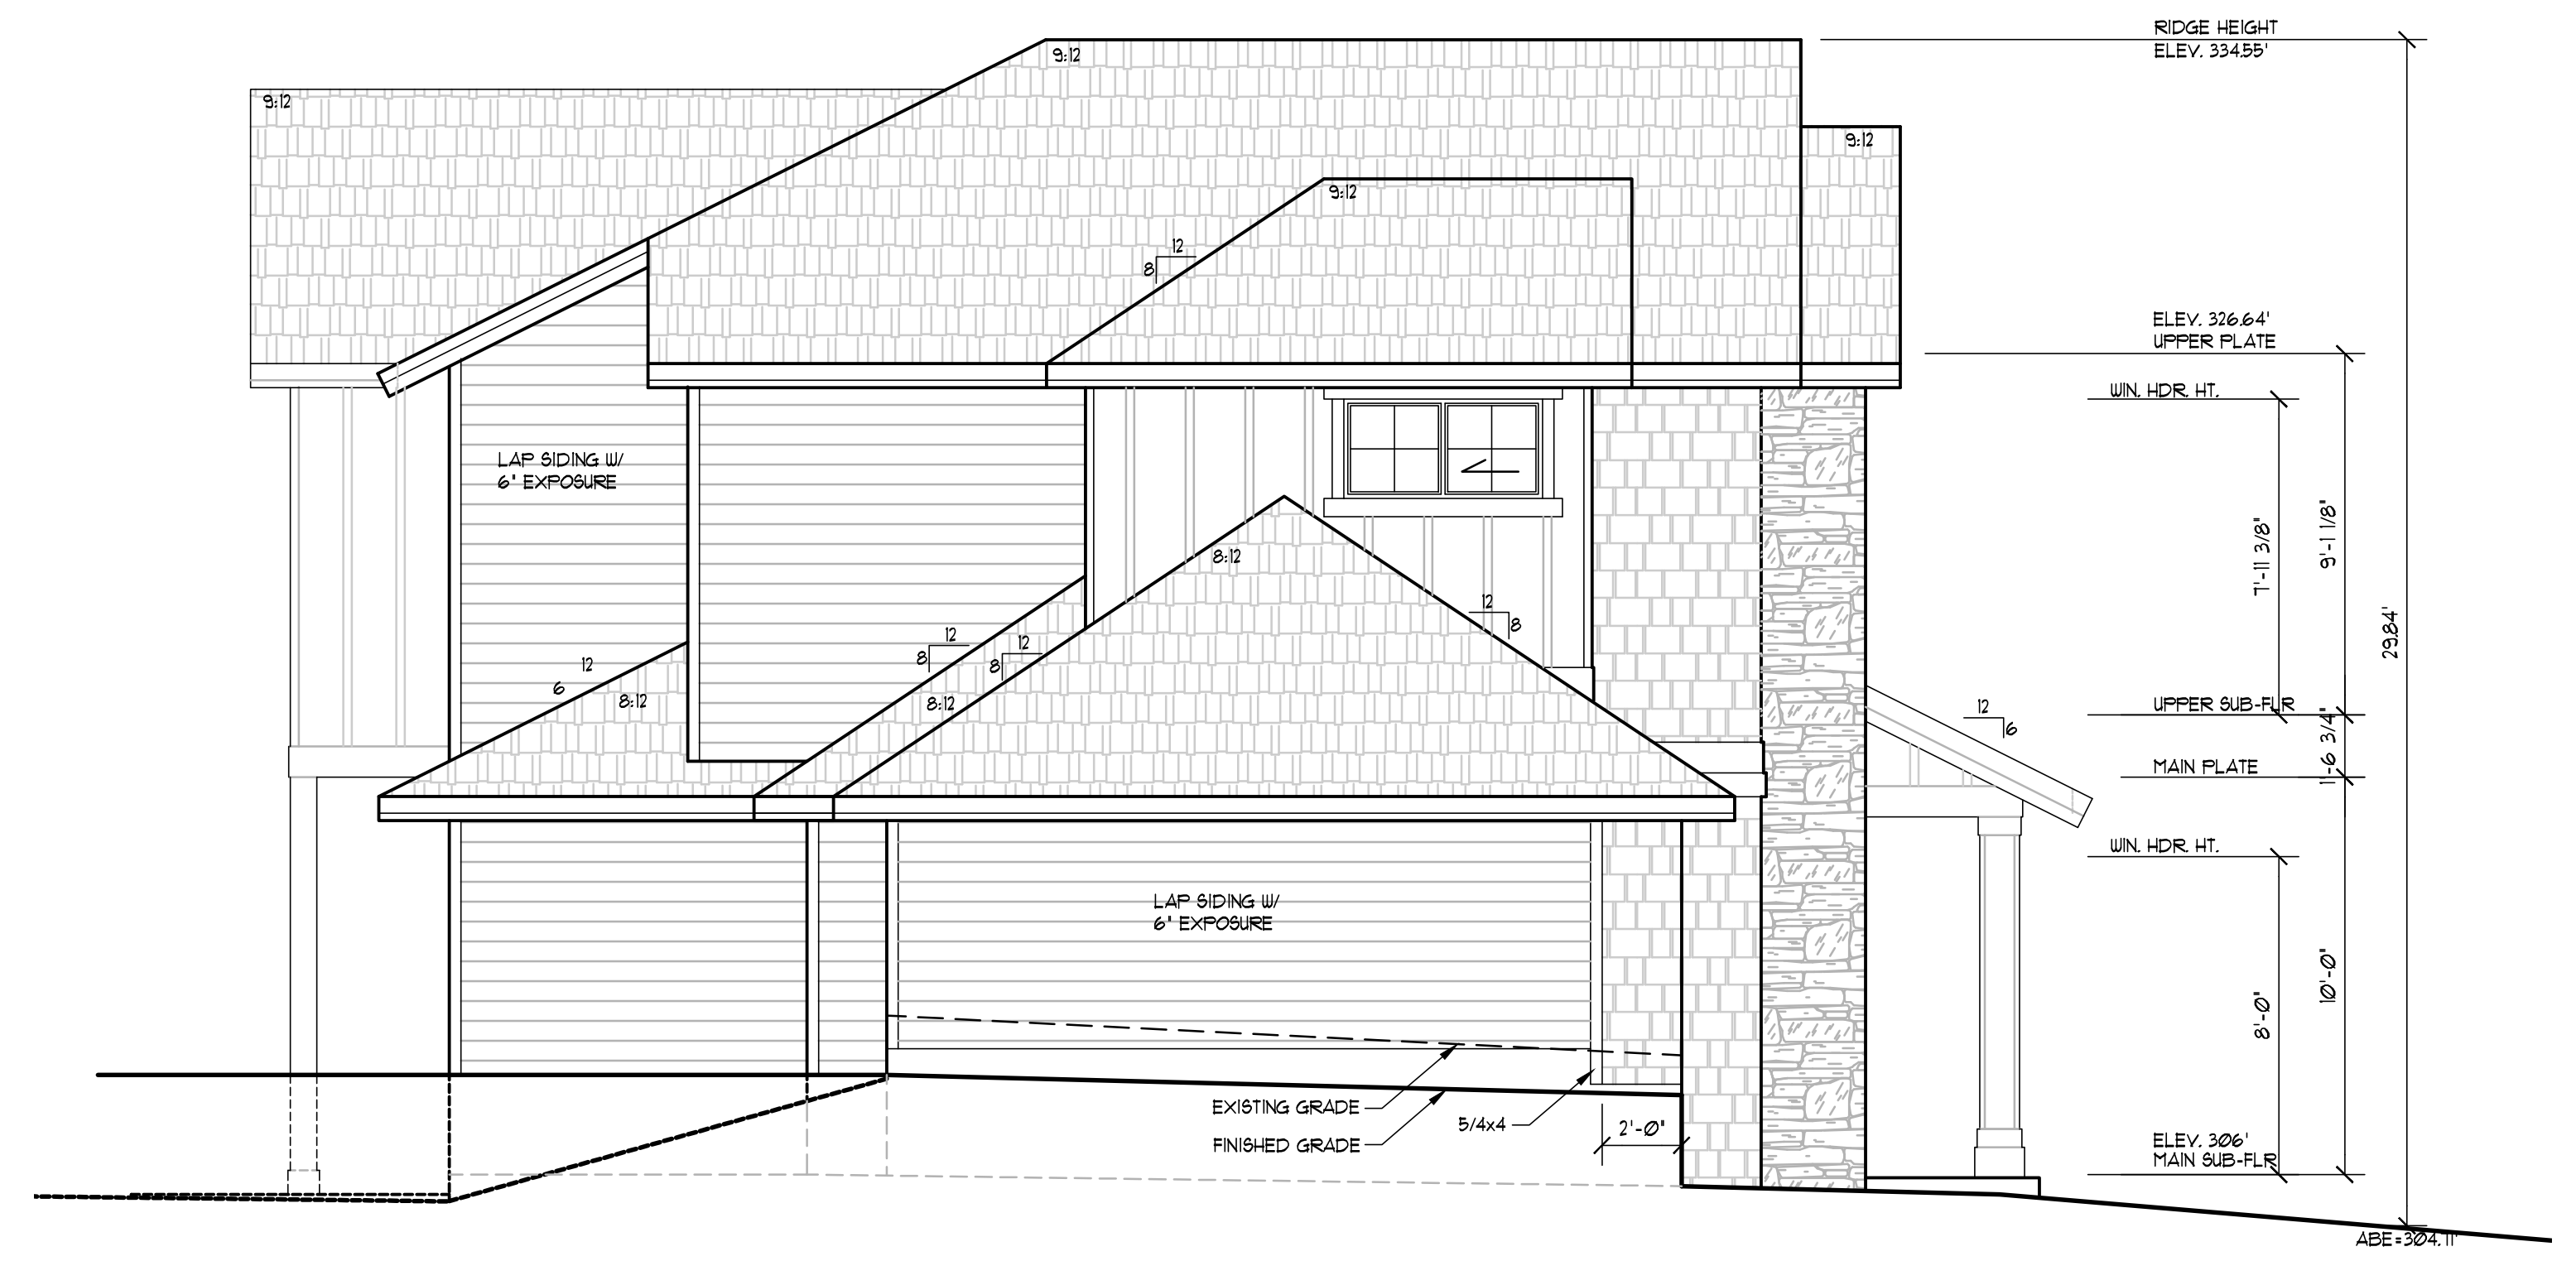 RIDGE HEIGHT
ELEV. 334.55'
9:12
9:12
9:12
9:12
12
8
ELEV. 326.64'
UPPER PLATE
WIN. HDR. HT.
LAP SIDING W/
6" EXPOSURE
7'-11 3/8"
9'-1 1/8"
29.84'
8:12
12
8
12
8
12
8
12
6
8:12
8:12
UPPER SUB-FLR
12
6
1'-6 3/4"
MAIN PLATE
WIN. HDR. HT.
LAP SIDING W/
6" EXPOSURE
8'-0"
10'-0"
EXISTING GRADE
5/4x4
2'-0"
FINISHED GRADE
ELEV. 306'
MAIN SUB-FLR
ABE=304.71'